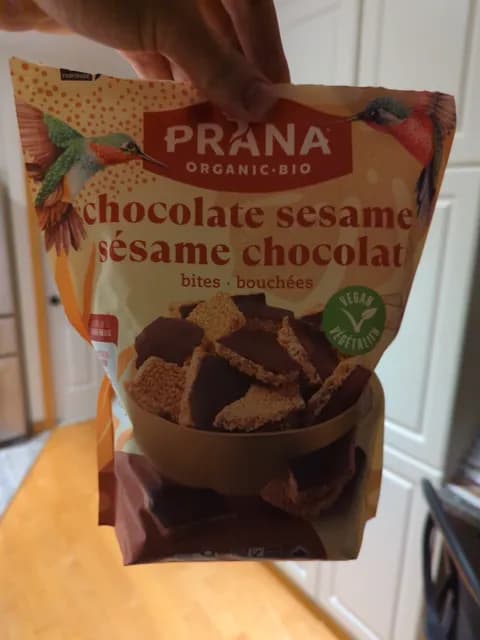 PRANA
ORGANIC·BIO
chocolate sesame
sésame chocolat
bites · bouchées
VEGAN
VÉGÉTALIEN